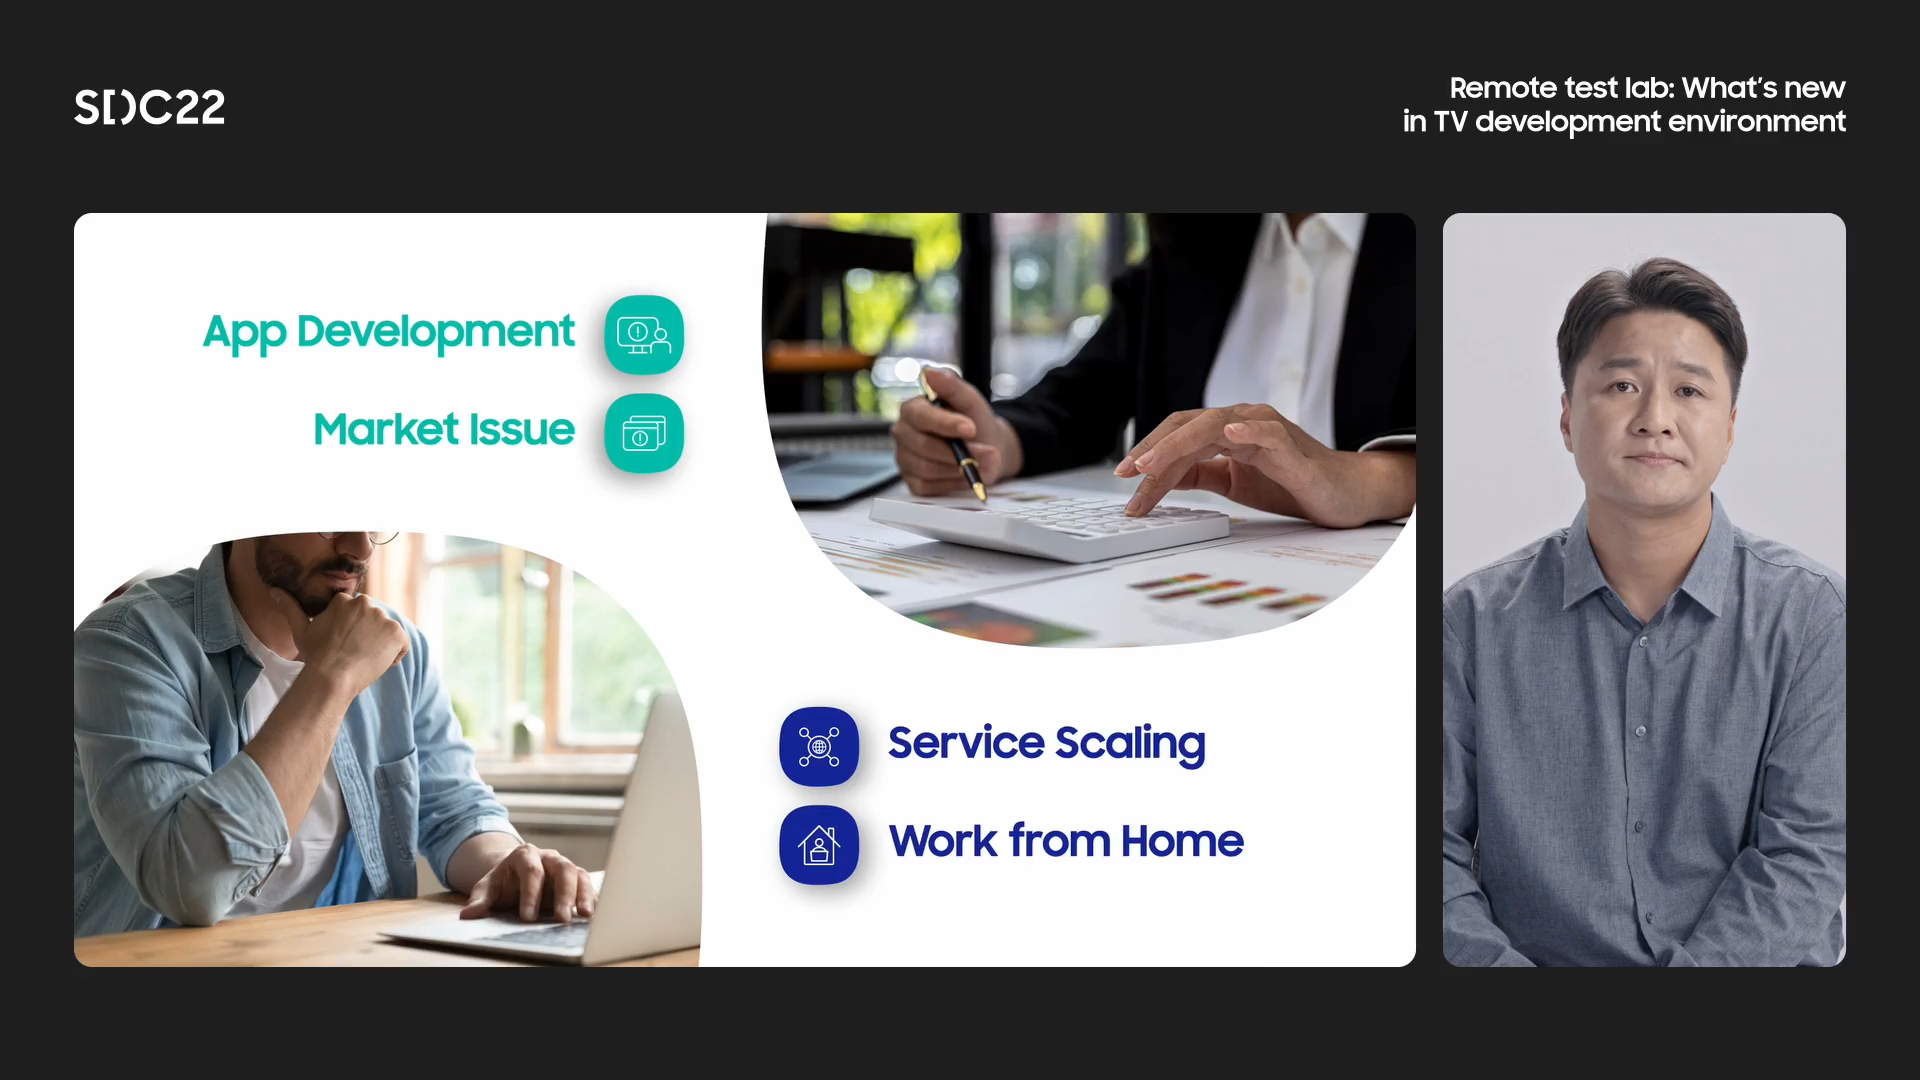 SDC22
Remote test lab: What's new
in TV development environment
App Development
Market Issue
Service Scaling
Work from Home